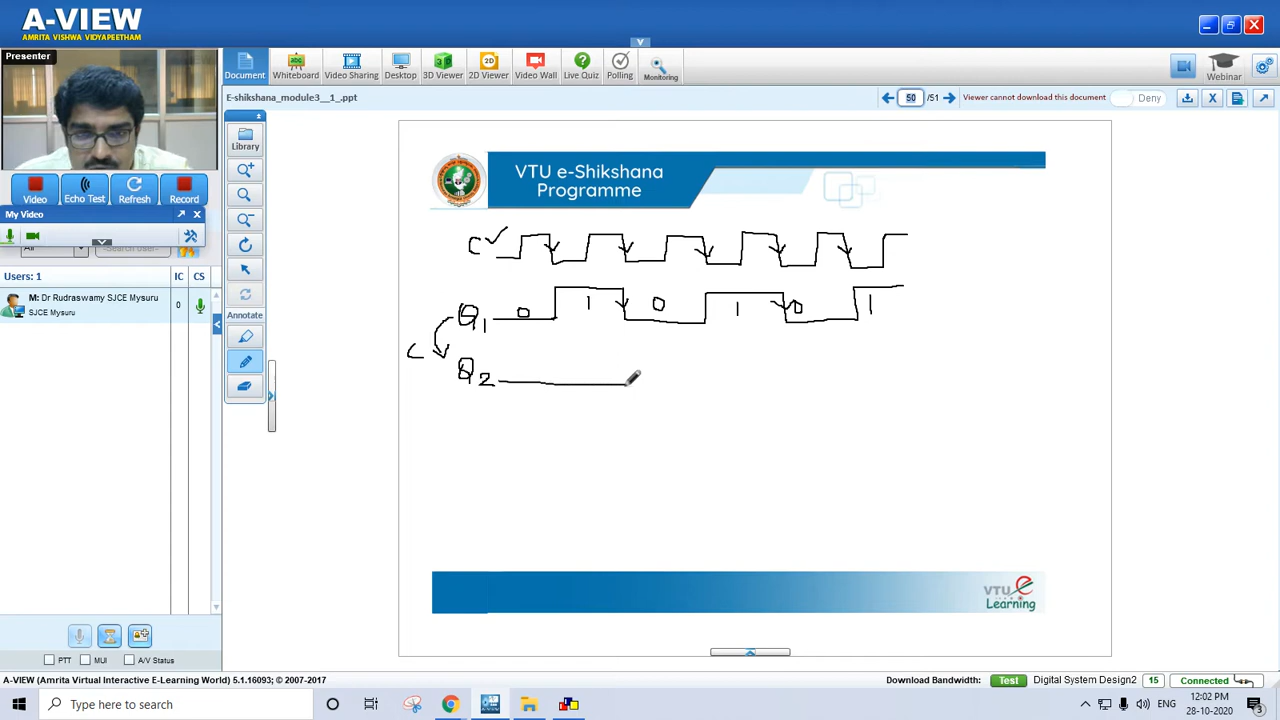 A-VIEW
AMRITA VISHWA VIDYAPEETHAM
Presenter
Document
Whiteboard
Video Sharing
Desktop
3D Viewer
2D Viewer
Video Wall
Live Quiz
Polling
Monitoring
Webinar
E-shikshana_module3__1_.ppt
50 /51
Viewer cannot download this document
Deny
Library
Video
Echo Test
Refresh
Record
My Video
All
-Search User-
Users: 1
IC
CS
M: Dr Rudraswamy SJCE Mysuru
SJCE Mysuru
0
Annotate
VTU e-Shikshana
Programme
C
Q1 0 1 0 1 0 1
C
Q2
VTU e
Learning
PTT
MUI
A/V Status
A-VIEW (Amrita Virtual Interactive E-Learning World) 5.1.16093; © 2007-2017
Download Bandwidth:
Test
Digital System Design2
15
Connected
Type here to search
12:02 PM
28-10-2020
3